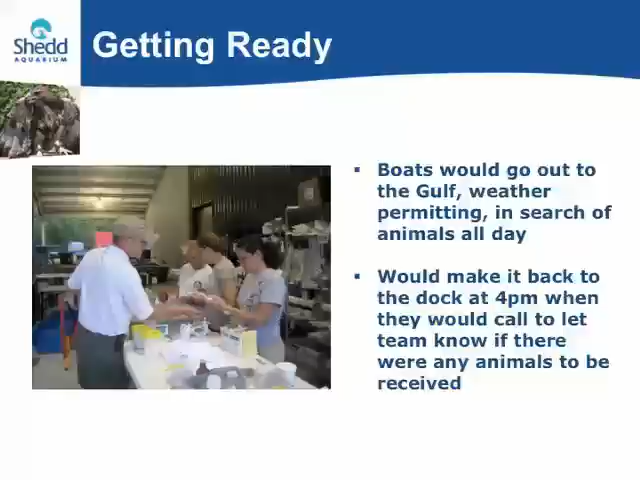 Shedd
AQUARIUM
Getting Ready
▪ Boats would go out to
the Gulf, weather
permitting, in search of
animals all day
▪ Would make it back to
the dock at 4pm when
they would call to let
team know if there
were any animals to be
received